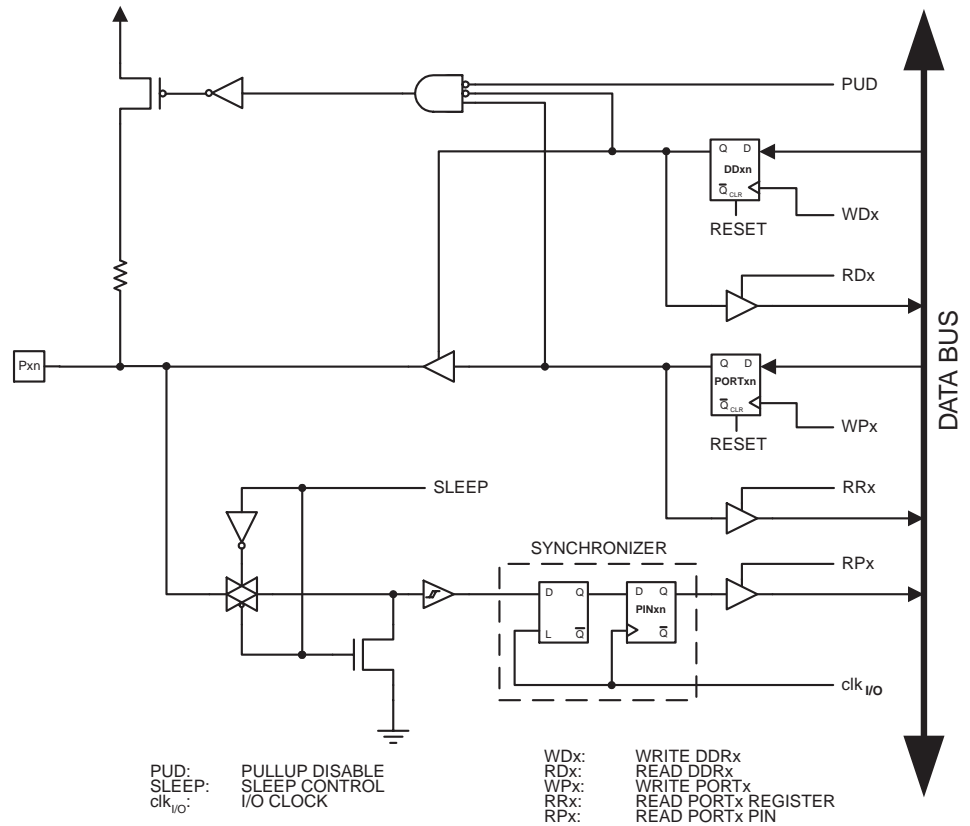 PUD
Q D
DDxn
Q CLR
WDx
RESET
RDx
Pxn
Q D
PORTxn
Q CLR
WPx
RESET
DATA BUS
SLEEP
RRx
SYNCHRONIZER
RPx
D Q
L Q
D Q
PINxn
Q
clk I/O
PUD: PULLUP DISABLE
SLEEP: SLEEP CONTROL
clkI/O: I/O CLOCK
WDx: WRITE DDRx
RDx: READ DDRx
WPx: WRITE PORTx
RRx: READ PORTx REGISTER
RPx: READ PORTx PIN